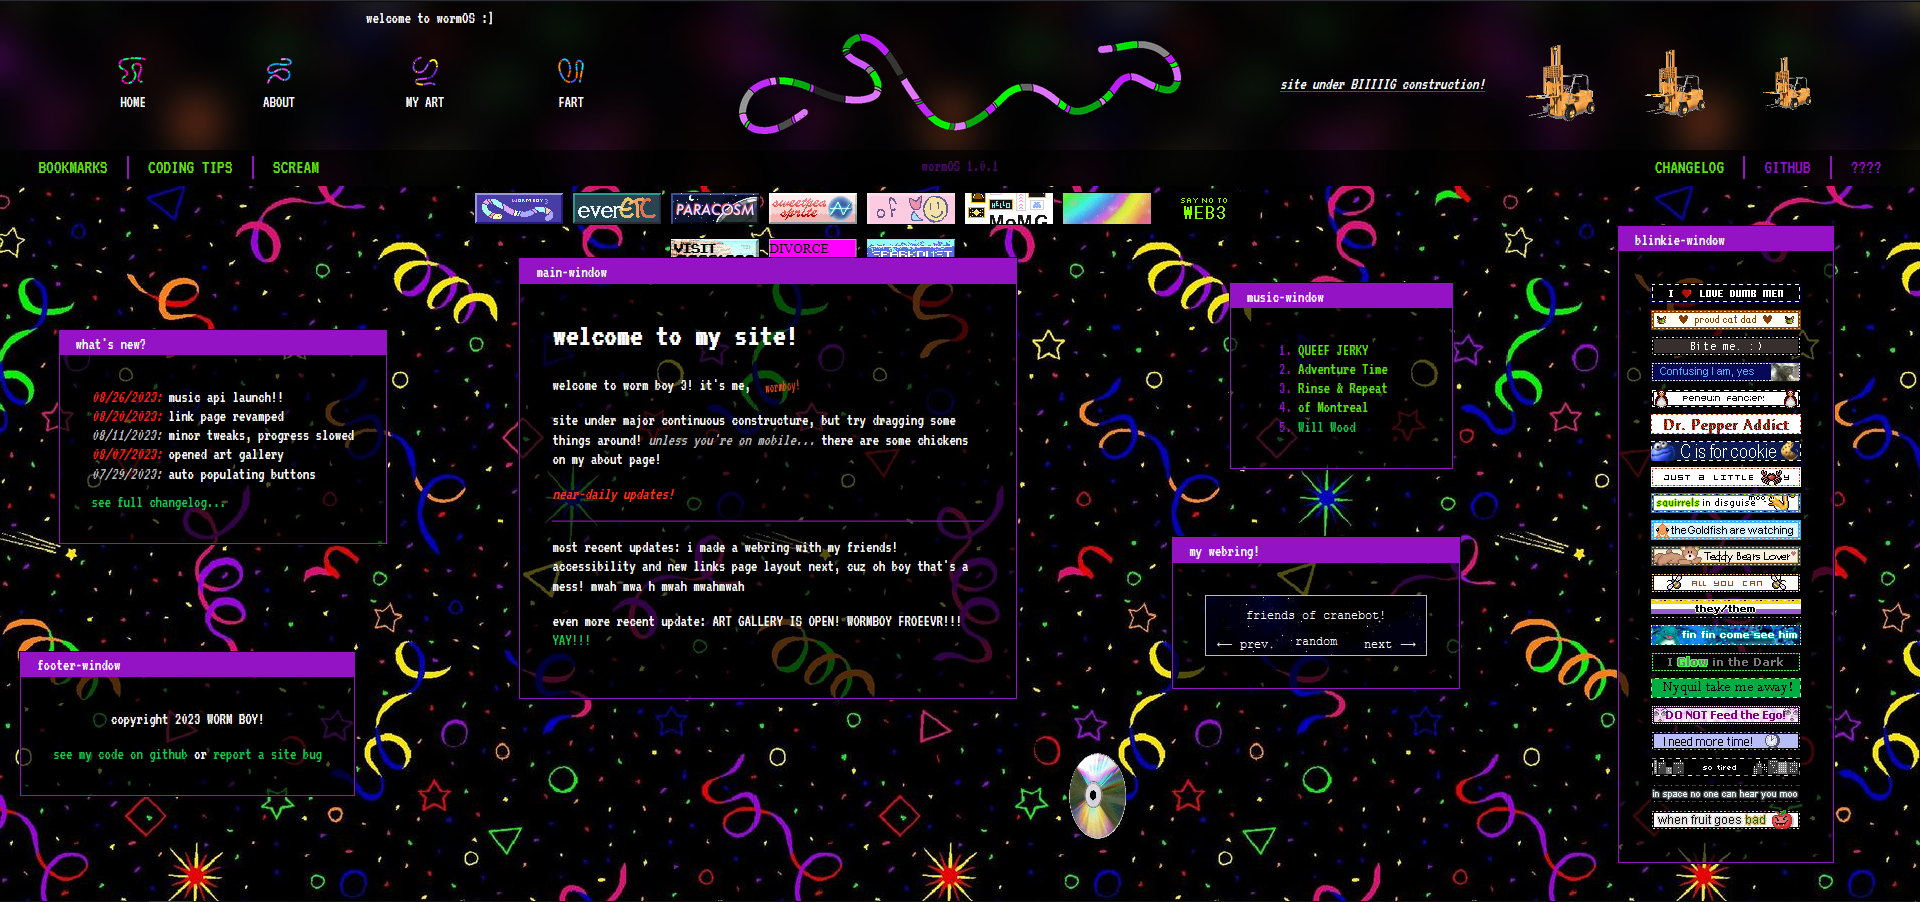 welcome to wormOS :]
HOME
ABOUT
MY ART
FART
site under BIIIIIG construction!
BOOKMARKS
CODING TIPS
SCREAM
wormOS 1.0.1
CHANGELOG
GITHUB
????
WORMBOY3
everETC
PARACOSM
sweetpea
sprite
of
HELLO
MoMG
SAY NO TO
WEB3
VISIT
DIVORCE
what's new?
08/26/2023: music api launch!!
08/20/2023: link page revamped
08/11/2023: minor tweaks, progress slowed
08/07/2023: opened art gallery
07/29/2023: auto populating buttons
see full changelog...
footer-window
copyright 2023 WORM BOY!
see my code on github or report a site bug
main-window
welcome to my site!
welcome to worm boy 3! it's me, wormboy!
site under major continuous constructure, but try dragging some
things around! unless you're on mobile... there are some chickens
on my about page!
near-daily updates!
most recent updates: i made a webring with my friends!
accessibility and new links page layout next, cuz oh boy that's a
mess! mwah mwa h mwah mwahmwah
even more recent update: ART GALLERY IS OPEN! WORMBOY FROEEVR!!!
YAY!!!
music-window
1. QUEEF JERKY
2. Adventure Time
3. Rinse & Repeat
4. of Montreal
5. Will Wood
my webring!
friends of cranebot!
← prev. random next →
blinkie-window
I LOVE DUMB MEN
proud cat dad
Bite me. :)
Confusing I am, yes
Penguin Fancier!
Dr. Pepper Addict
C is for cookie
JUST A LITTLE Y
squirrels in disguise moo
the Goldfish are watching
Teddy Bears Lover
ALL YOU CAN
they/them
fin fin come see him
I Glow in the Dark
Nyquil take me away!
DO NOT Feed the Ego!
I need more time!
so tired
in space no one can hear you moo
when fruit goes bad